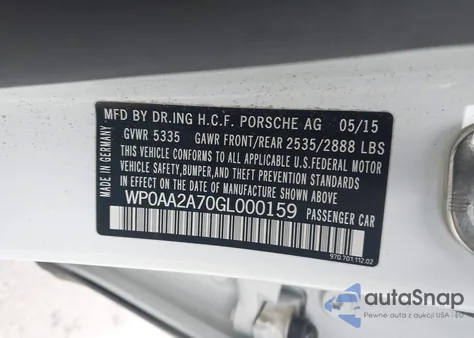 MFD BY DR.ING H.C.F. PORSCHE AG 05/15
GVWR 5335 GAWR FRONT/REAR 2535/2888 LBS
THIS VEHICLE CONFORMS TO ALL APPLICABLE U.S.FEDERAL MOTOR
VEHICLE SAFETY,BUMPER,AND THEFT PREVENTION STANDARDS
IN EFFECT ON THE DATE OF MANUFACTURE SHOWN ABOVE.
WP0AA2A70GL000159 PASSENGER CAR
MADE IN GERMANY
970.701.112.02
autoSnap
Pewne auta z aukcji USA i EU